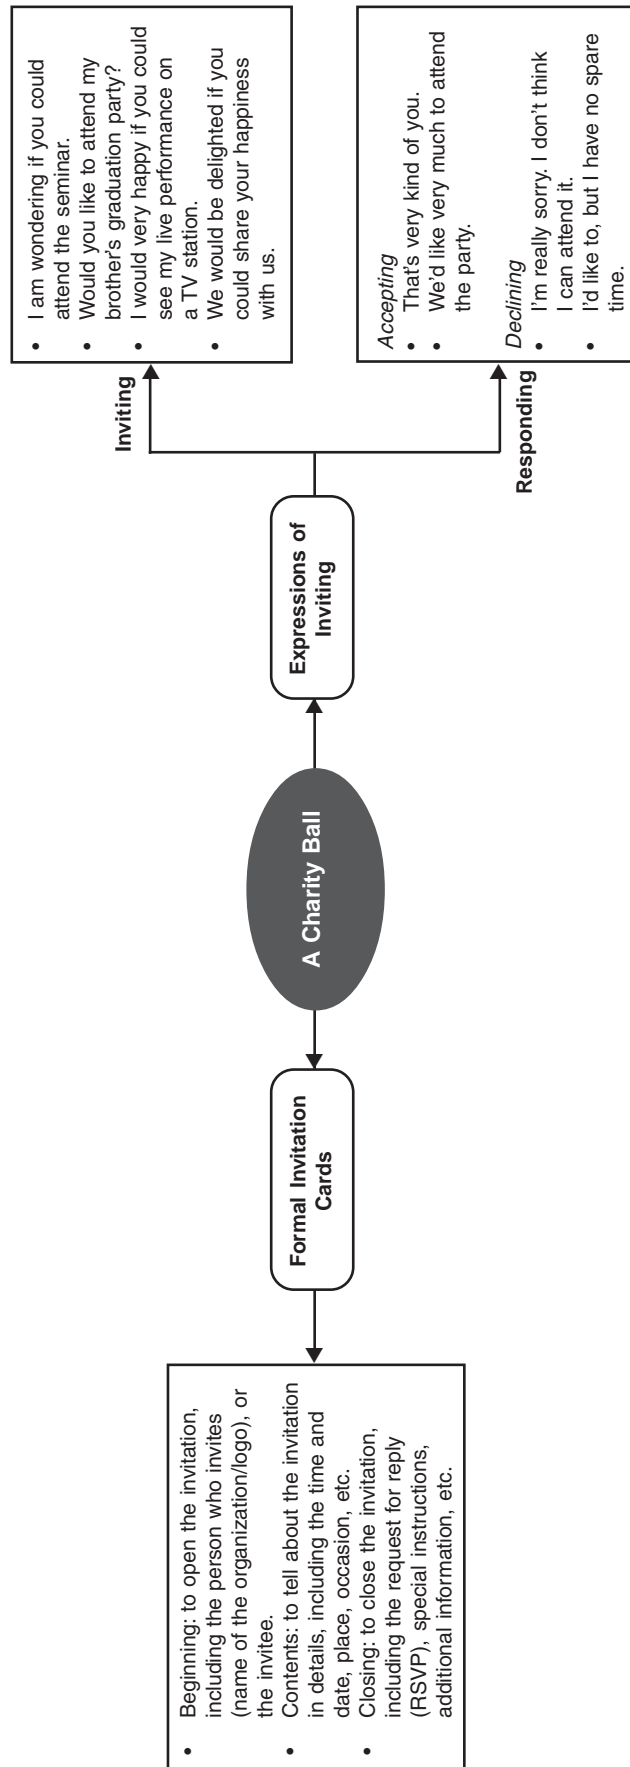 Beginning: to open the invitation,
including the person who invites
(name of the organization/logo), or
the invitee.
Contents: to tell about the invitation
in details, including the time and
date, place, occasion, etc.
Closing: to close the invitation,
including the request for reply
(RSVP), special instructions,
additional information, etc.
Formal Invitation
Cards
A Charity Ball
Expressions of
Inviting
Inviting
• I am wondering if you could
attend the seminar.
• Would you like to attend my
brother's graduation party?
• I would very happy if you could
see my live performance on
a TV station.
• We would be delighted if you
could share your happiness
with us.
Responding
Accepting
• That's very kind of you.
• We'd like very much to attend
the party.
Declining
• I'm really sorry. I don't think
I can attend it.
• I'd like to, but I have no spare
time.